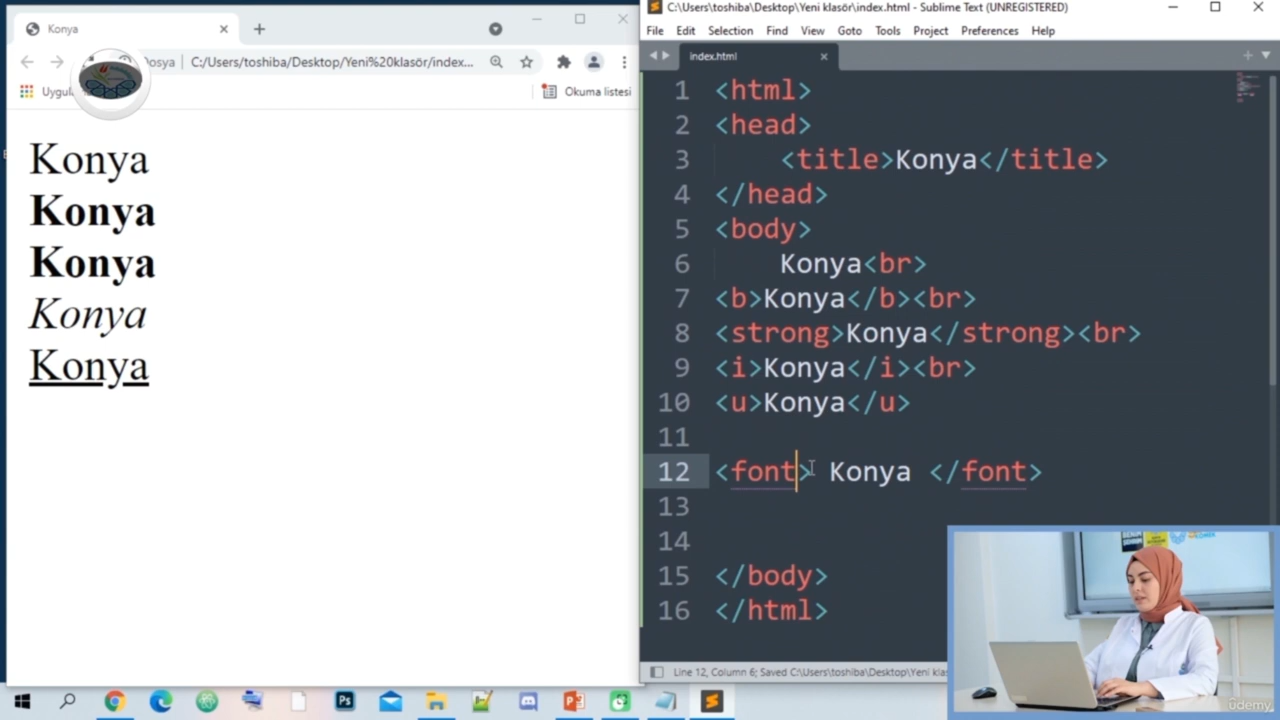 Konya
C:/Users/toshiba/Desktop/Yeni%20klasör/index...
Okuma listesi
Konya
Konya
Konya
Konya
Konya
C:\Users\toshiba\Desktop\Yeni klasör\index.html - Sublime Text (UNREGISTERED)
File Edit Selection Find View Goto Tools Project Preferences Help
index.html
1 <html>
2 <head>
3 <title>Konya</title>
4 </head>
5 <body>
6 Konya<br>
7 <b>Konya</b><br>
8 <strong>Konya</strong><br>
9 <i>Konya</i><br>
10 <u>Konya</u>
11
12 <font> Konya </font>
13
14
15 </body>
16 </html>
Line 12, Column 6; Saved C:\Users\toshiba\Desktop\Yeni
Ps
udemy